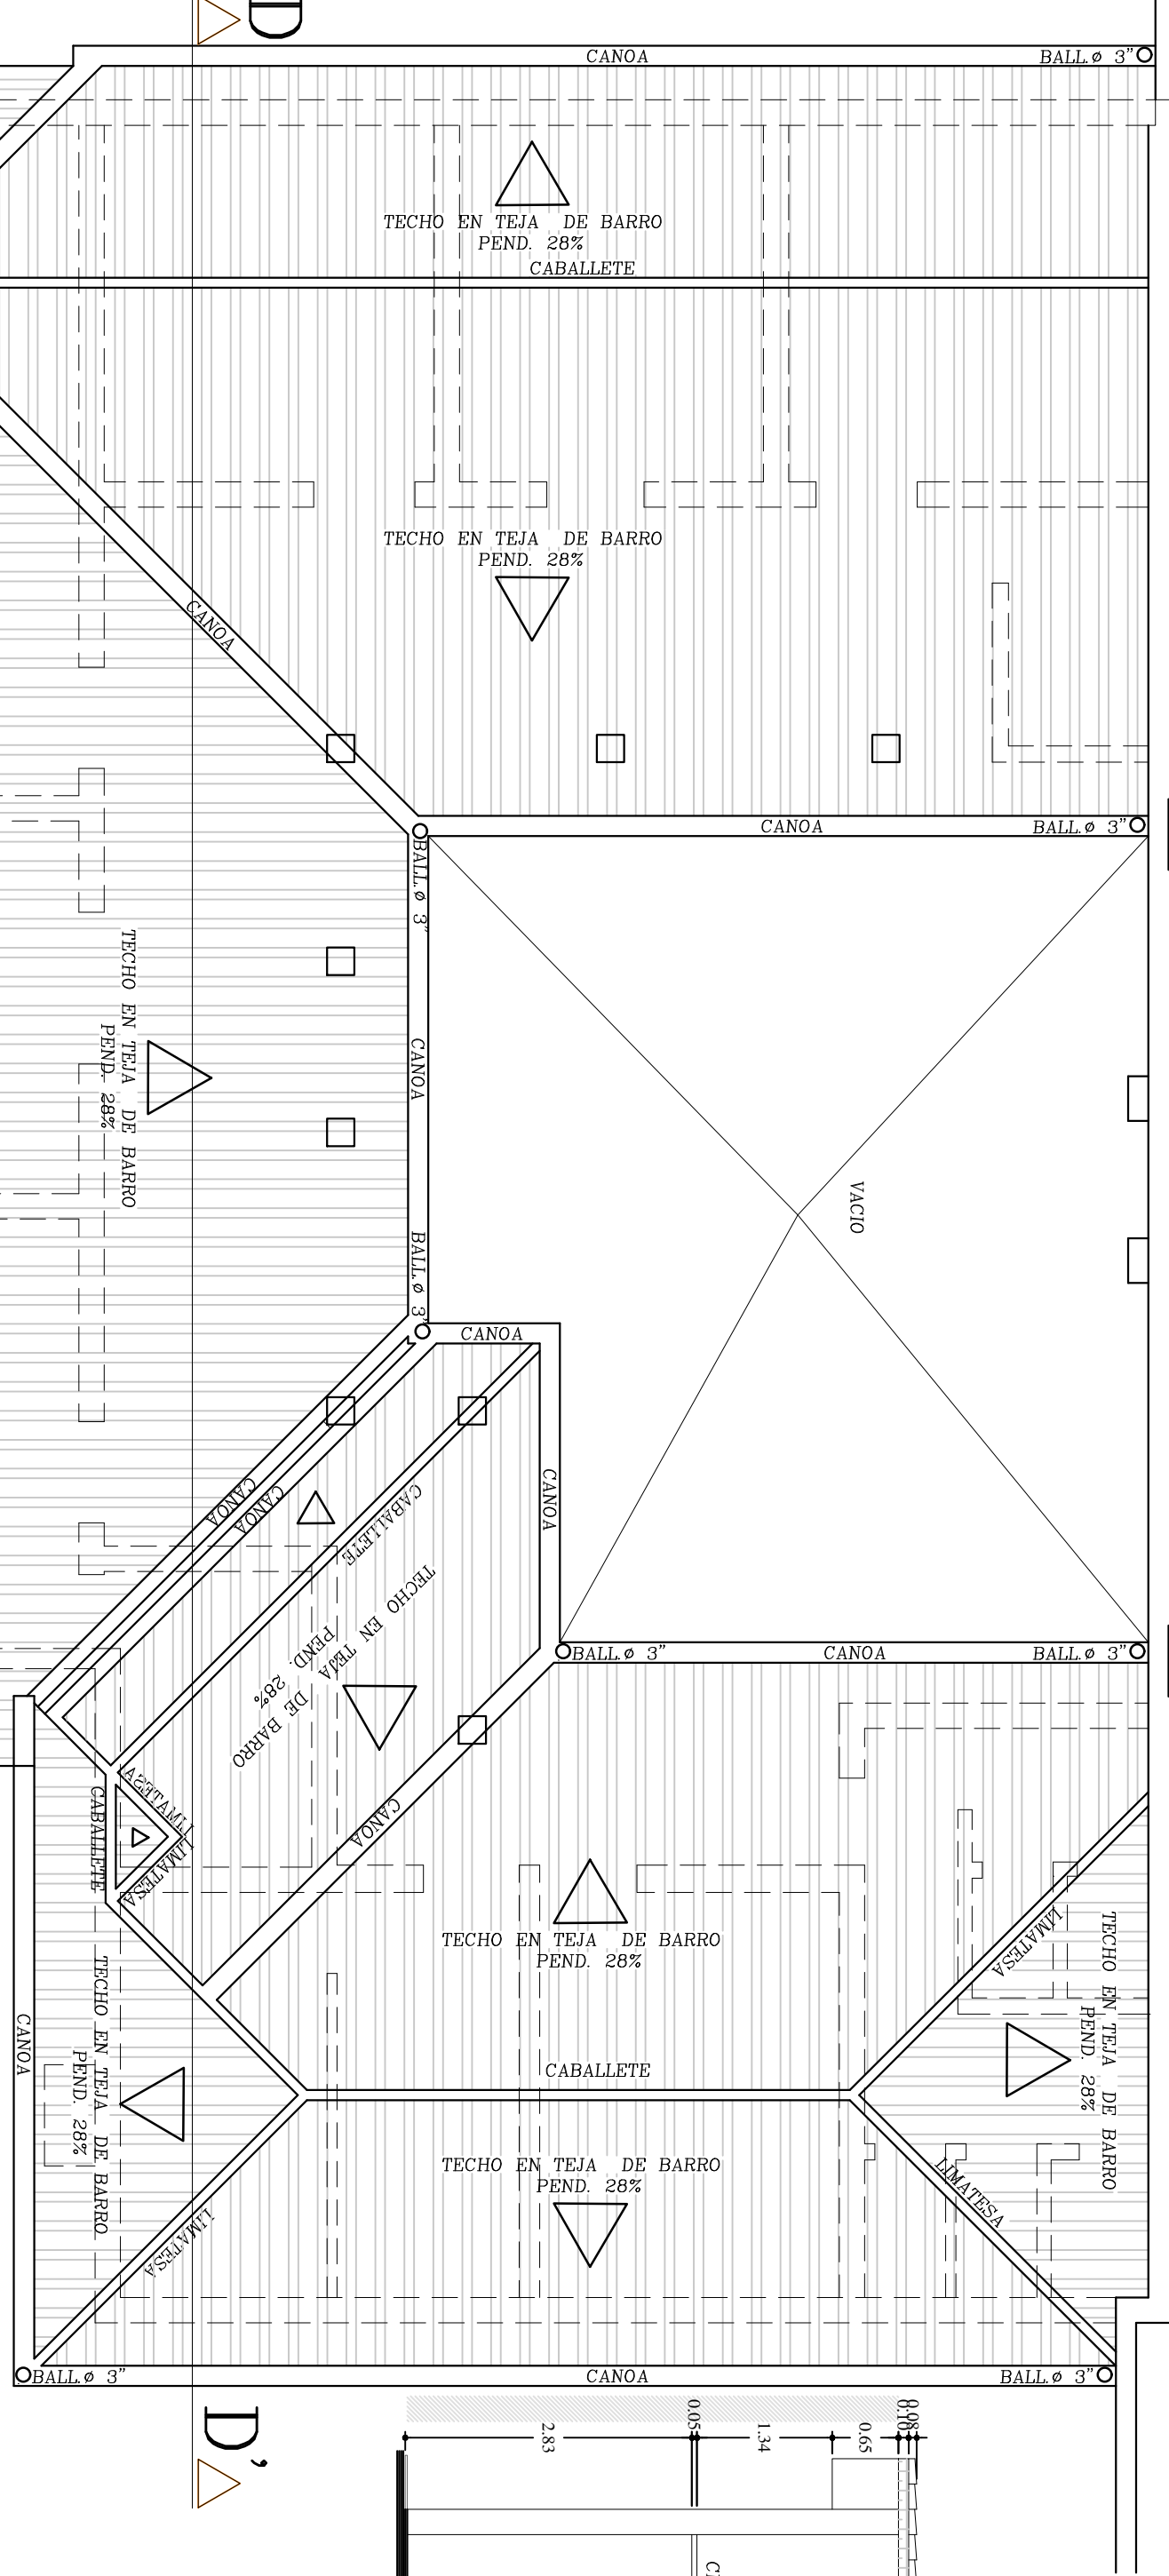 D
CANOA
BALL.ø 3"
TECHO EN TEJA DE BARRO
PEND. 28%
CABALLETE
TECHO EN TEJA DE BARRO
PEND. 28%
CANOA
CANOA
BALL.ø 3"
BALL.ø 3"
TECHO EN TEJA DE BARRO
PEND. 28%
CANOA
VACIO
BALL.ø 3"
CANOA
CANOA
CANOA
CANOA
CABALLETE
TECHO EN TEJA DE BARRO
PEND. 28%
BALL.ø 3"
CANOA
BALL.ø 3"
LIMATESA
LIMATESA
CABALLETE
CANOA
TECHO EN TEJA DE BARRO
PEND. 28%
LIMATESA
TECHO EN TEJA DE BARRO
PEND. 28%
CANOA
TECHO EN TEJA DE BARRO
PEND. 28%
CABALLETE
TECHO EN TEJA DE BARRO
PEND. 28%
LIMATESA
LIMATESA
BALL.ø 3"
CANOA
BALL.ø 3"
D'
2.83
0.05
1.34
0.65
0.10
0.08